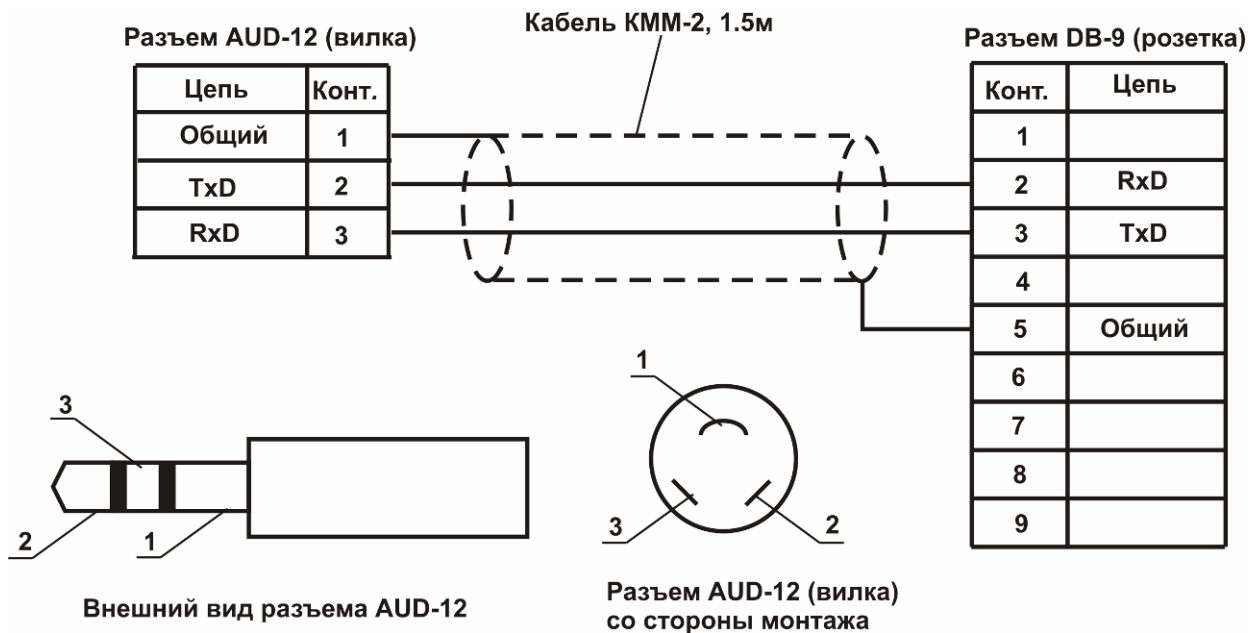 Кабель КММ-2, 1.5м
Разъем AUD-12 (вилка)
Цепь Конт.
Общий 1
TxD 2
RxD 3
Разъем DB-9 (розетка)
Конт. Цепь
1
2 RxD
3 TxD
4
5 Общий
6
7
8
9
3
2
1
Внешний вид разъема AUD-12
1
3
2
Разъем AUD-12 (вилка)
со стороны монтажа